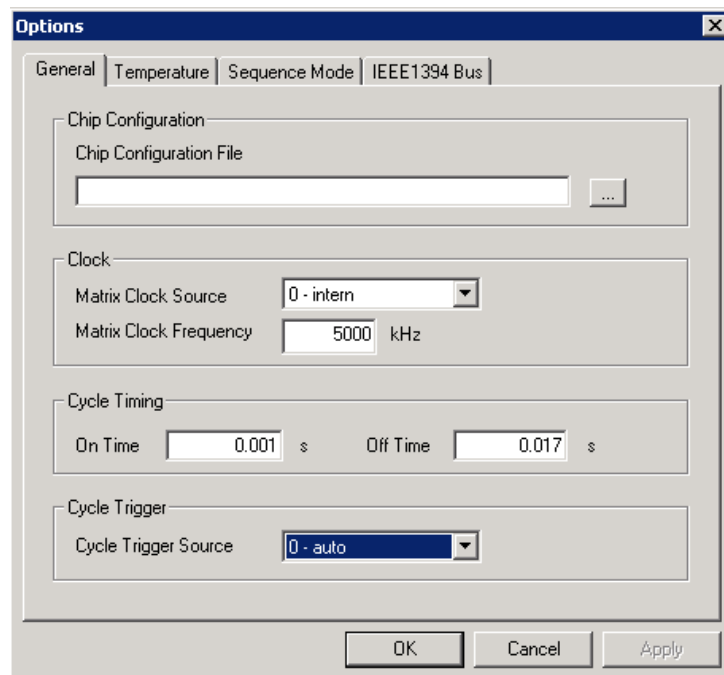 Options
General Temperature Sequence Mode IEEE1394 Bus
Chip Configuration
Chip Configuration File
...
Clock
Matrix Clock Source 0 - intern
Matrix Clock Frequency 5000 kHz
Cycle Timing
On Time 0.001 s Off Time 0.017 s
Cycle Trigger
Cycle Trigger Source 0 - auto
OK Cancel Apply